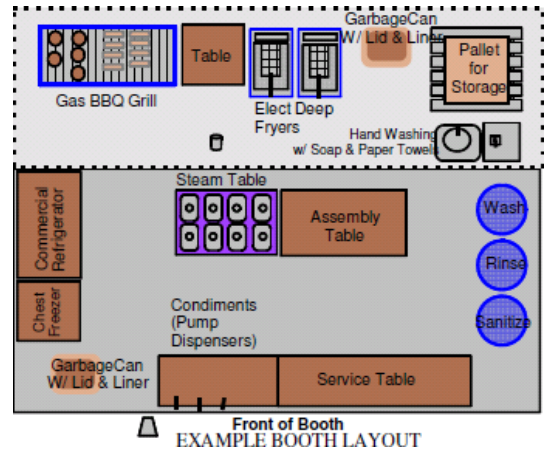 GarbageCan
W/ Lid & Liner
Table
Pallet
for
Storage
Gas BBQ Grill
Elect Deep
Fryers
Hand Washing
w/ Soap & Paper Towels
Steam Table
Commercial
Refrigerator
Assembly
Table
Wash
Rinse
Chest
Freezer
Condiments
(Pump
Dispensers)
Sanitize
GarbageCan
W/ Lid & Liner
Service Table
Front of Booth
EXAMPLE BOOTH LAYOUT